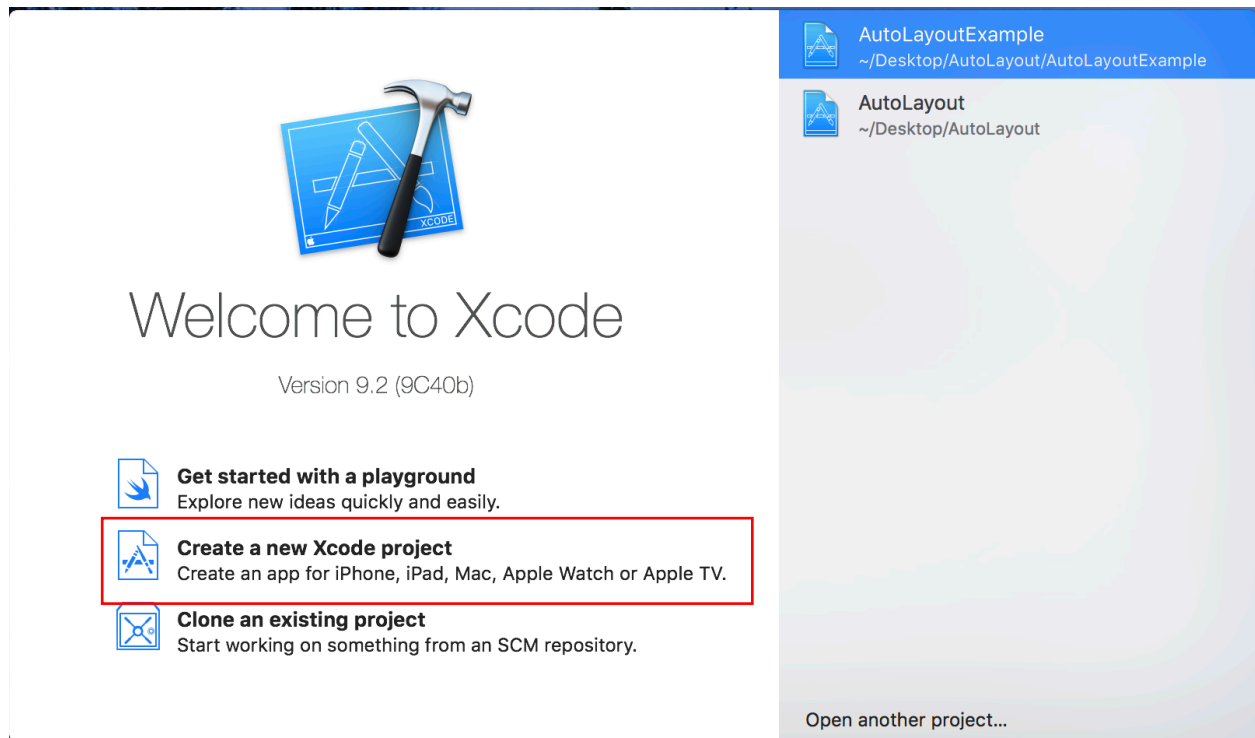 XCODE
Welcome to Xcode
Version 9.2 (9C40b)
Get started with a playground
Explore new ideas quickly and easily.
Create a new Xcode project
Create an app for iPhone, iPad, Mac, Apple Watch or Apple TV.
Clone an existing project
Start working on something from an SCM repository.
AutoLayoutExample
~/Desktop/AutoLayout/AutoLayoutExample
AutoLayout
~/Desktop/AutoLayout
Open another project...